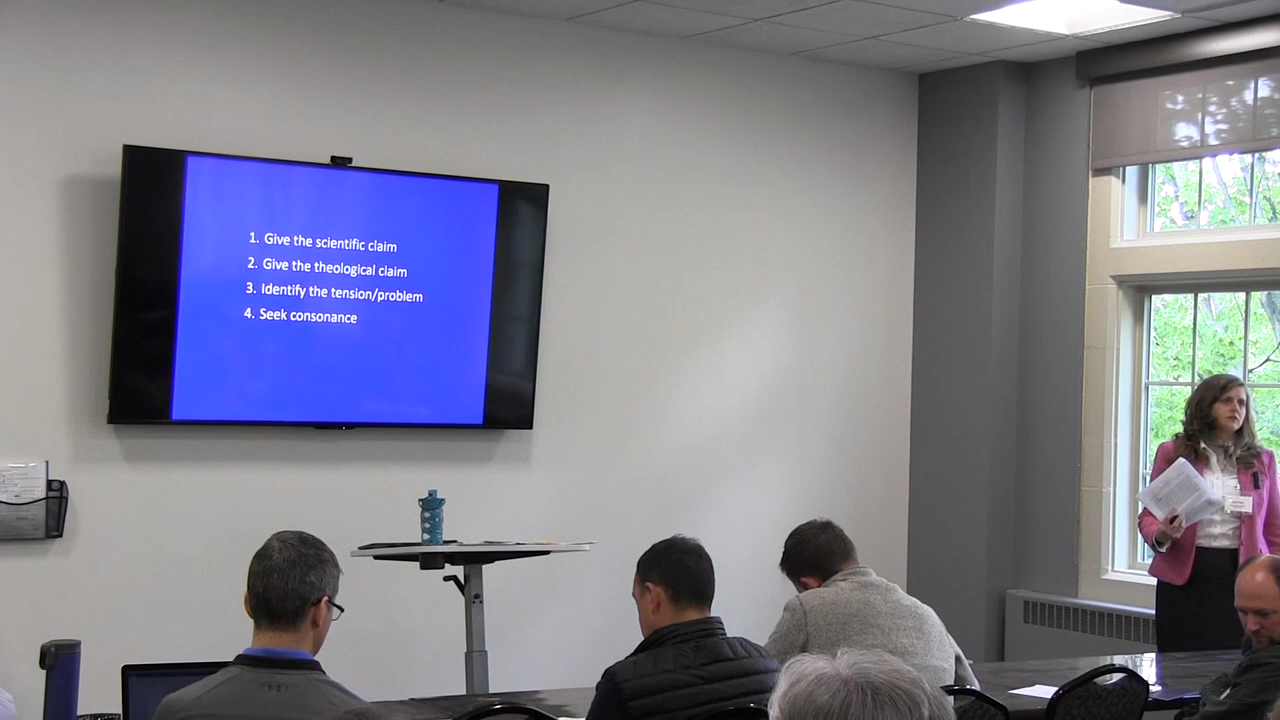 1. Give the scientific claim
2. Give the theological claim
3. Identify the tension/problem
4. Seek consonance